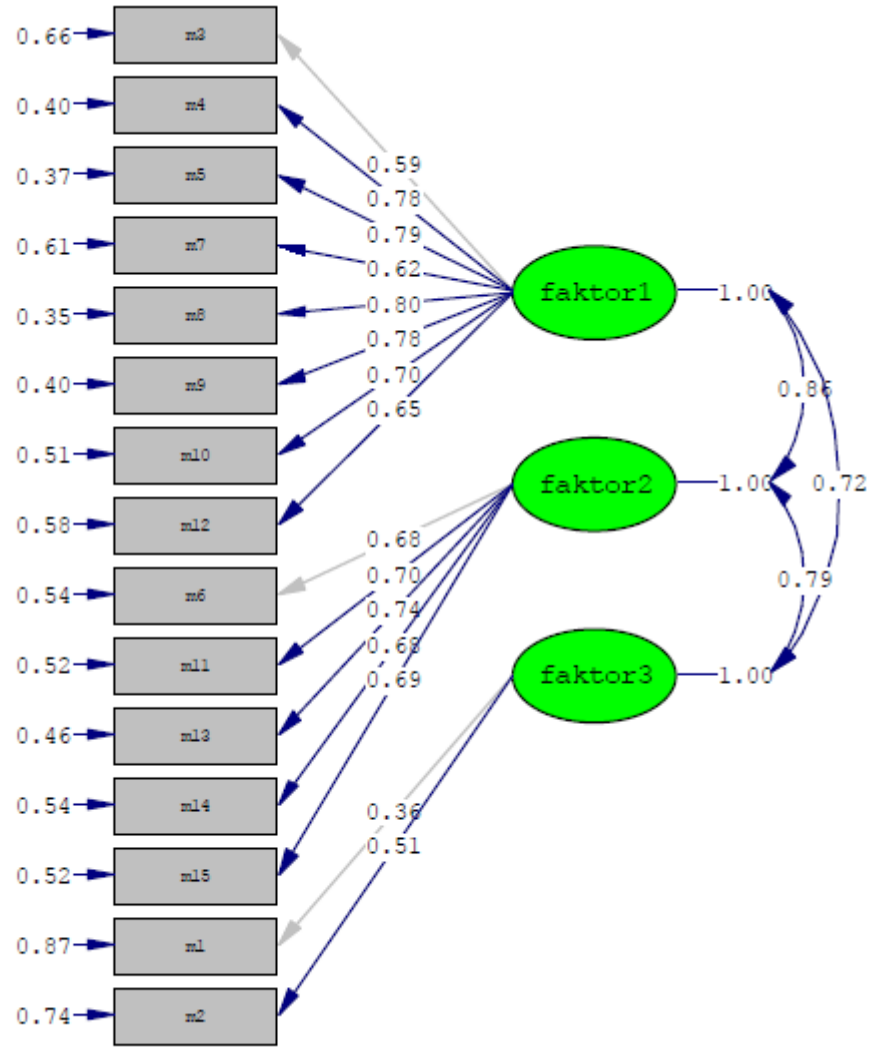 0.66 m3
0.40 m4
0.37 m5
0.61 m7
0.35 m8
0.40 m9
0.51 m10
0.58 m12
0.54 m6
0.52 m11
0.46 m13
0.54 m14
0.52 m15
0.87 m1
0.74 m2
0.59
0.78
0.79
0.62
0.80
0.78
0.70
0.65
0.68
0.70
0.74
0.68
0.69
0.36
0.51
faktor1 1.00
faktor2 1.00
faktor3 1.00
0.86
0.72
0.79